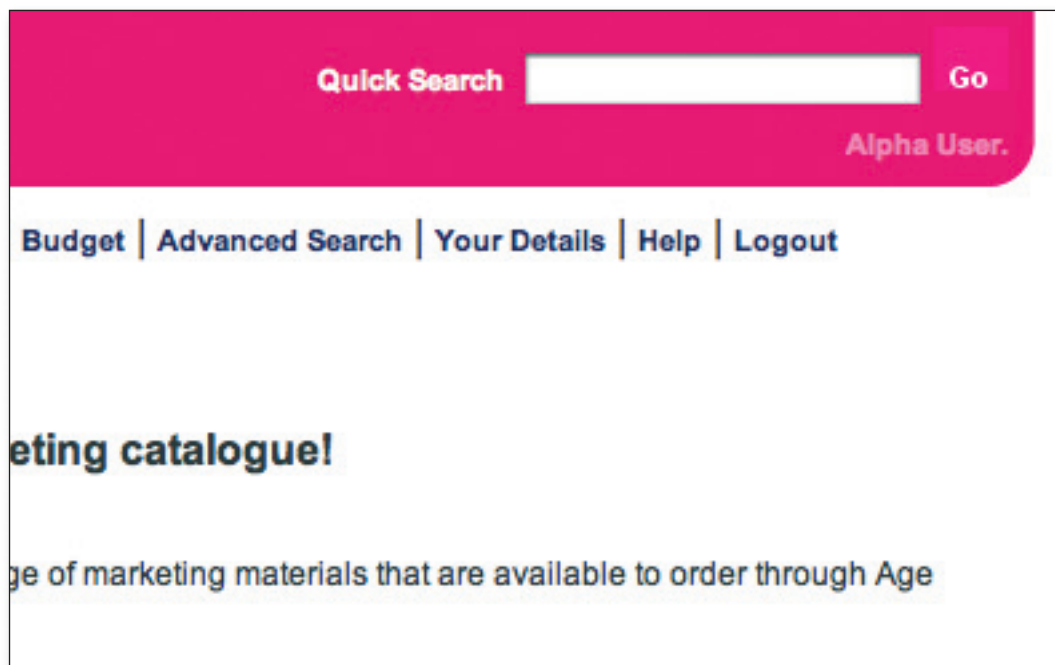 Quick Search Go
Alpha User.
Budget | Advanced Search | Your Details | Help | Logout
eting catalogue!
ge of marketing materials that are available to order through Age